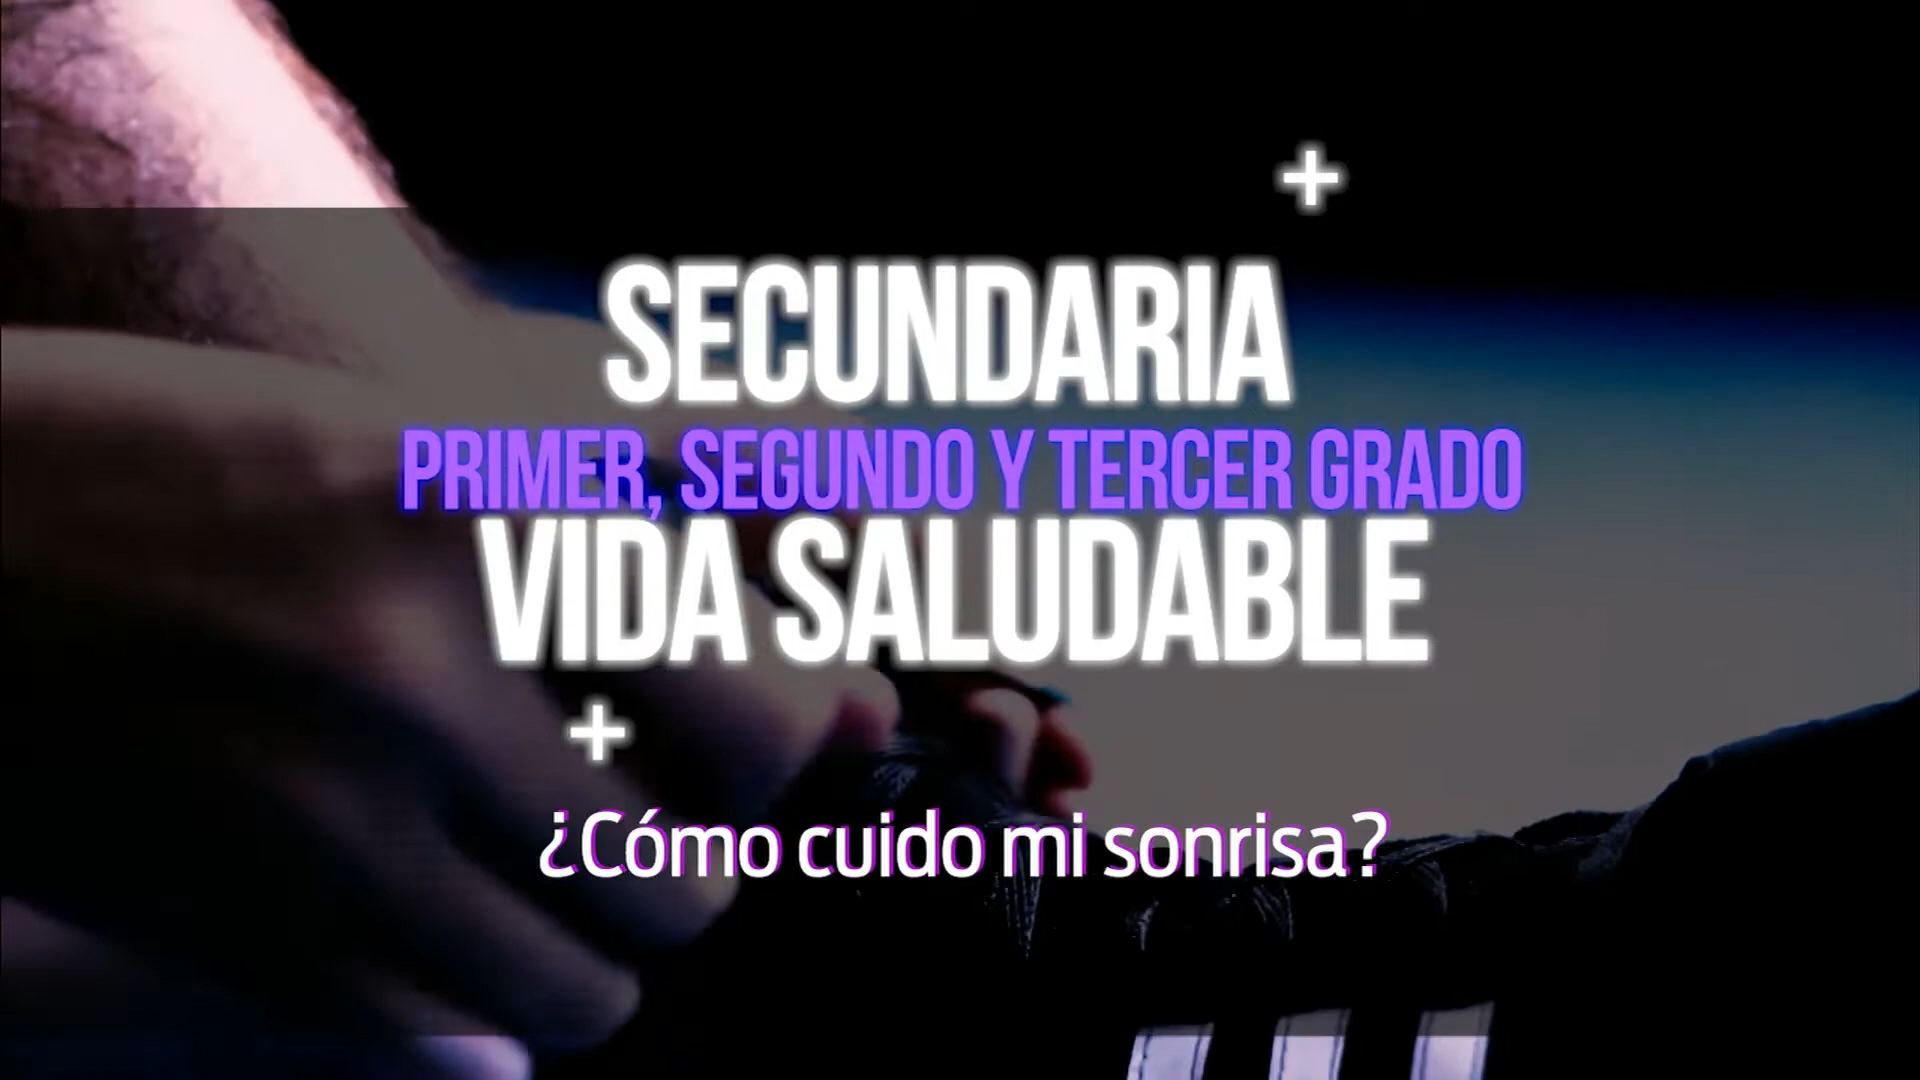 SECUNDARIA
PRIMER, SEGUNDO Y TERCER GRADO
VIDA SALUDABLE
¿Cómo cuido mi sonrisa?